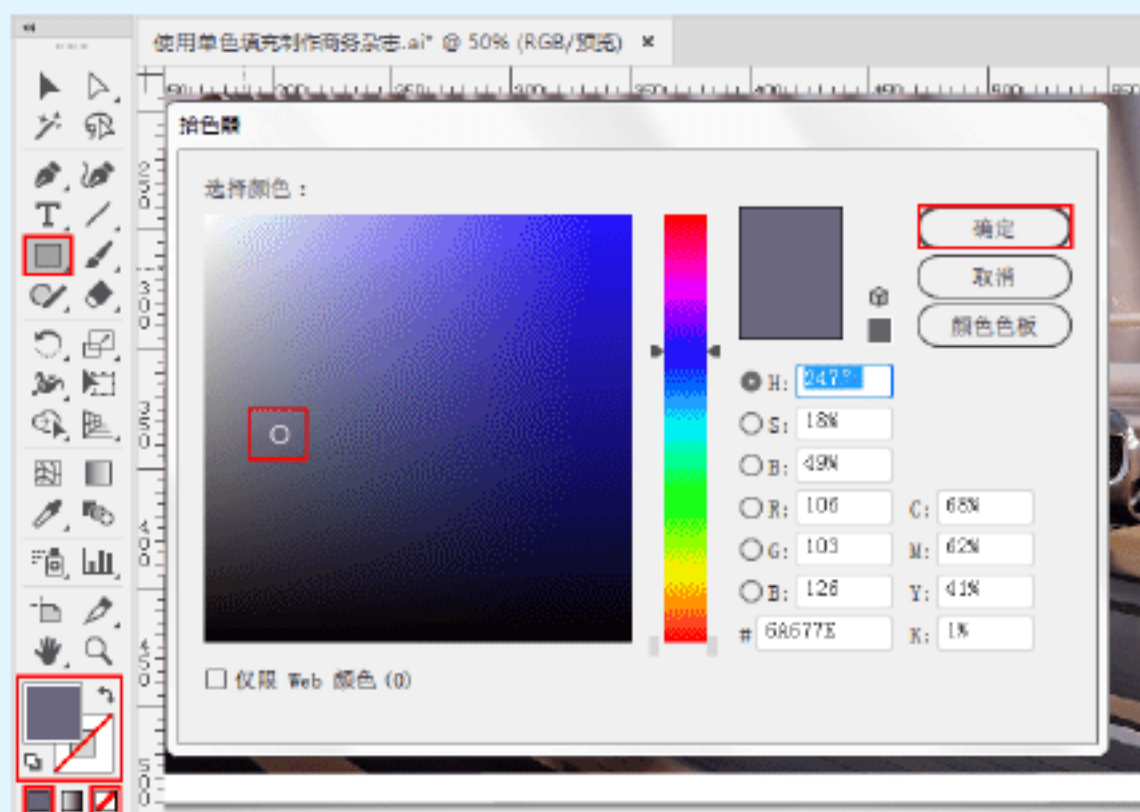 使用单色填充制作商务杂志.ai* @ 50% (RGB/预览) ×
拾色器
选择颜色：
确定
取消
颜色色板
H: 247°
S: 18%
B: 49%
R: 106 C: 68%
G: 103 M: 62%
B: 126 Y: 41%
# 6A677E K: 1%
仅限 Web 颜色 (O)